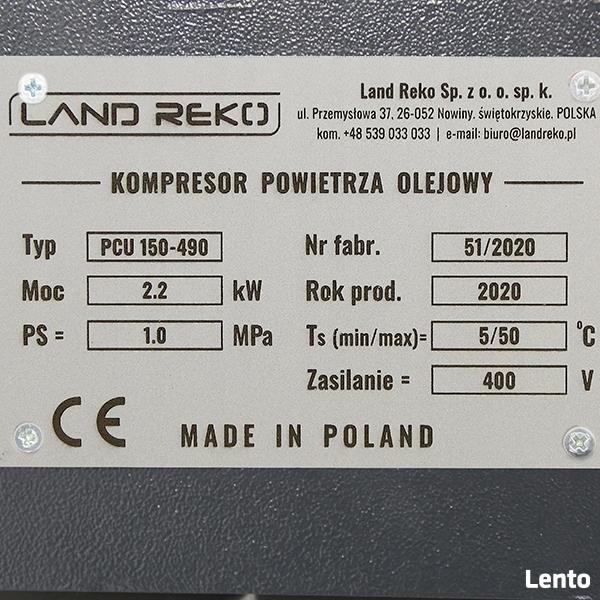 LAND REKO
Land Reko Sp. z o. o. sp. k.
ul. Przemysłowa 37, 26-052 Nowiny. świętokrzyskie. POLSKA
kom. +48 539 033 033 | e-mail: biuro@landreko.pl
KOMPRESOR POWIETRZA OLEJOWY
Typ PCU 150-490
Moc 2.2 kW
PS = 1.0 MPa
Nr fabr. 51/2020
Rok prod. 2020
Ts (min/max)= 5/50 °C
Zasilanie = 400 V
CE MADE IN POLAND
Lento